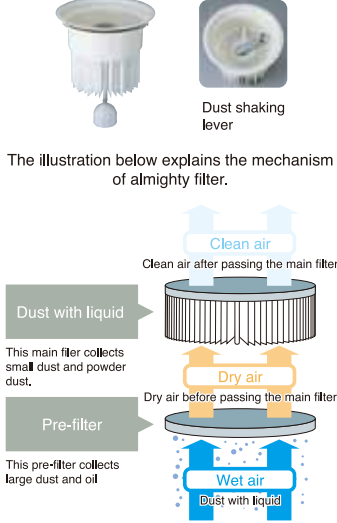 Dust shaking
lever
The illustration below explains the mechanism
of almighty filter.
Clean air
Clean air after passing the main filter
Dust with liquid
This main filer collects
small dust and powder
dust.
Dry air
Dry air before passing the main filter
Pre-filter
This pre-filter collects
large dust and oil
Wet air
Dust with liquid